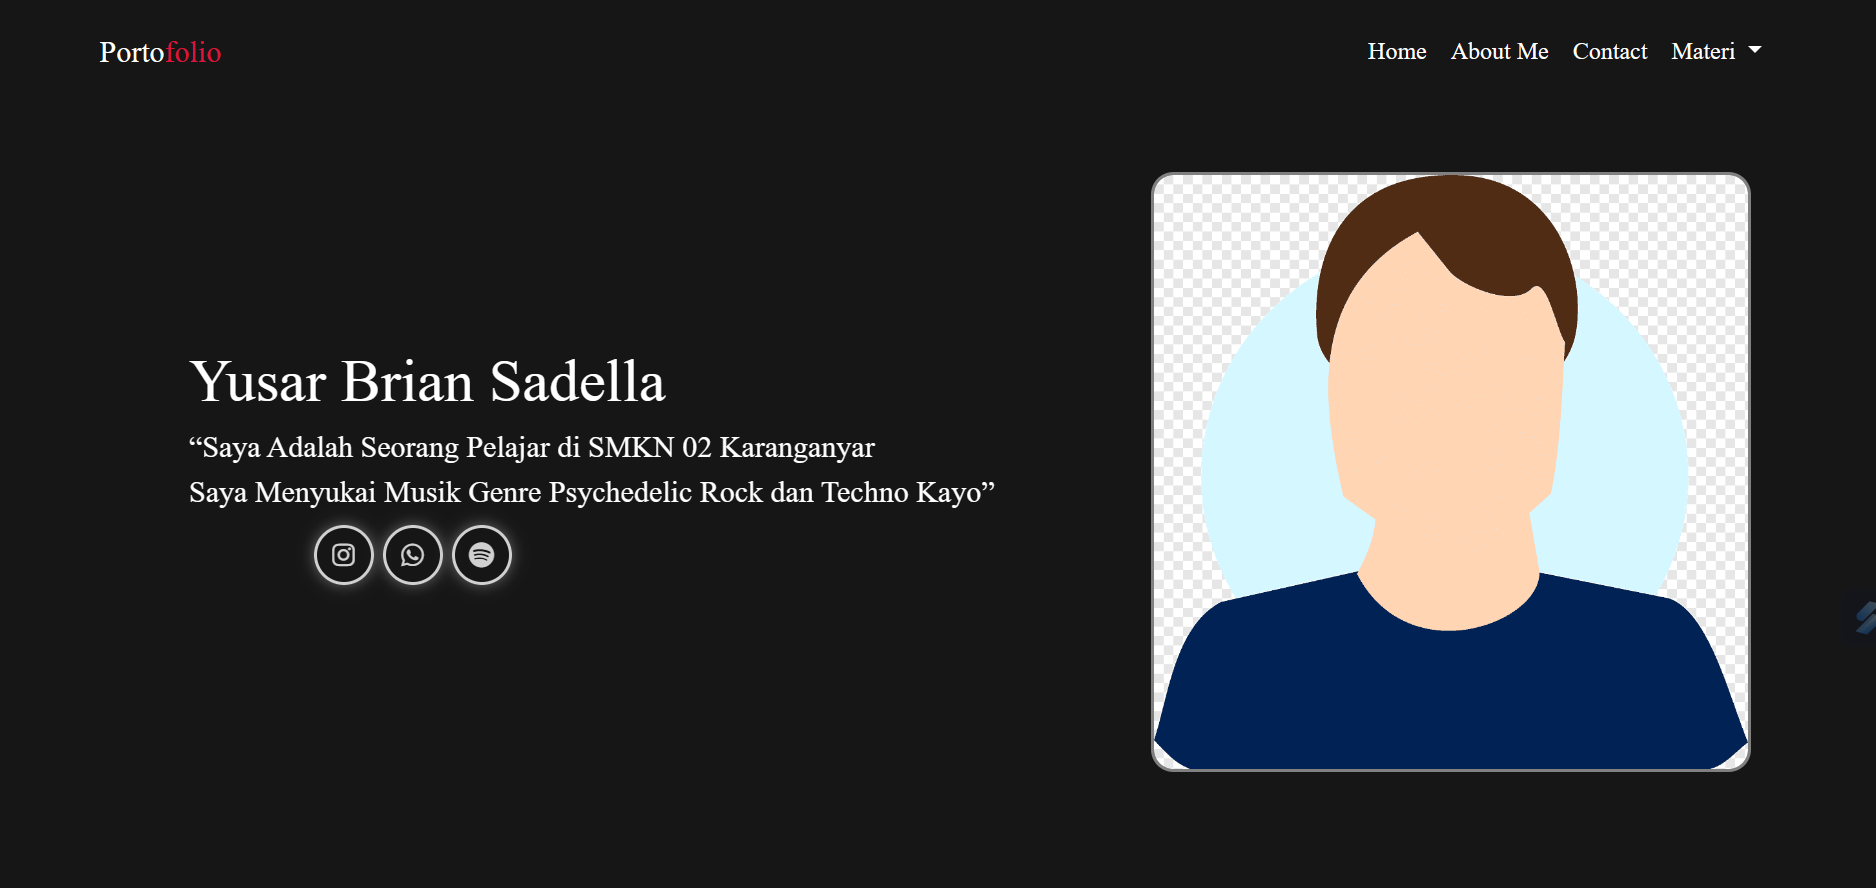 Portofolio
Home About Me Contact Materi
Yusar Brian Sadella
“Saya Adalah Seorang Pelajar di SMKN 02 Karanganyar
Saya Menyukai Musik Genre Psychedelic Rock dan Techno Kayo”